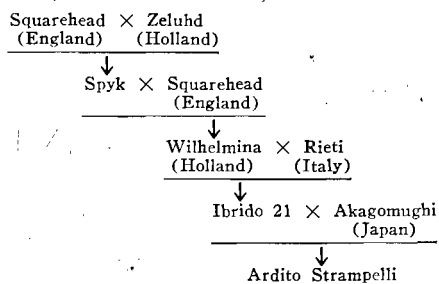 Squarehead × Zeluhd
(England) (Holland)
Spyk × Squarehead
(England)
Wilhelmina × Rieti
(Holland) (Italy)
Ibrido 21 × Akagomughi
(Japan)
Ardito Strampelli